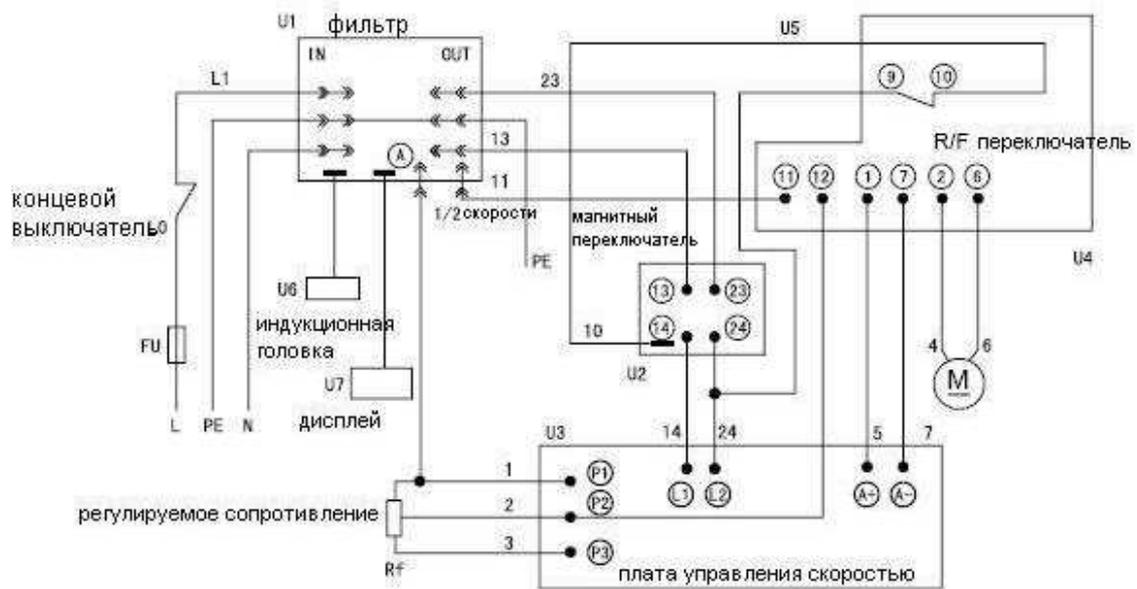 U1 фильтр
IN OUT
L1
23
U5
9 10
R/F переключатель
A
13
11
1/2 скорости
11 12 1 7 2 6
концевой
выключатель
L0
магнитный
переключатель
PE
U4
13 23
14 24
10
U2
U6
индукционная
головка
FU
U7
дисплей
L PE N
4 6
M
U3 14 24 5 7
1 P1
L1 L2 A+ A-
P2
регулируемое сопротивление
2
3 P3
Rf
плата управления скоростью